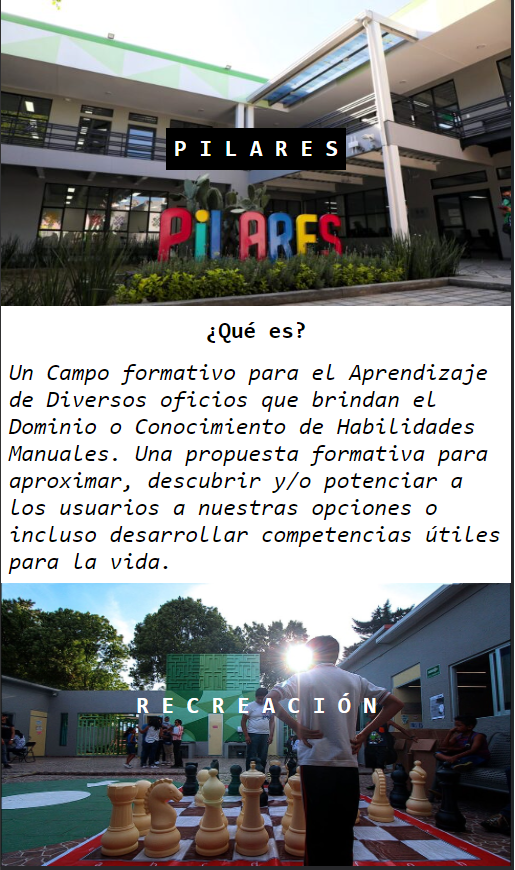 P I L A R E S
PILARES
¿Qué es?
Un Campo formativo para el Aprendizaje
de Diversos oficios que brindan el
Dominio o Conocimiento de Habilidades
Manuales. Una propuesta formativa para
aproximar, descubrir y/o potenciar a
los usuarios a nuestras opciones o
incluso desarrollar competencias útiles
para la vida.
R E C R E A C I Ó N